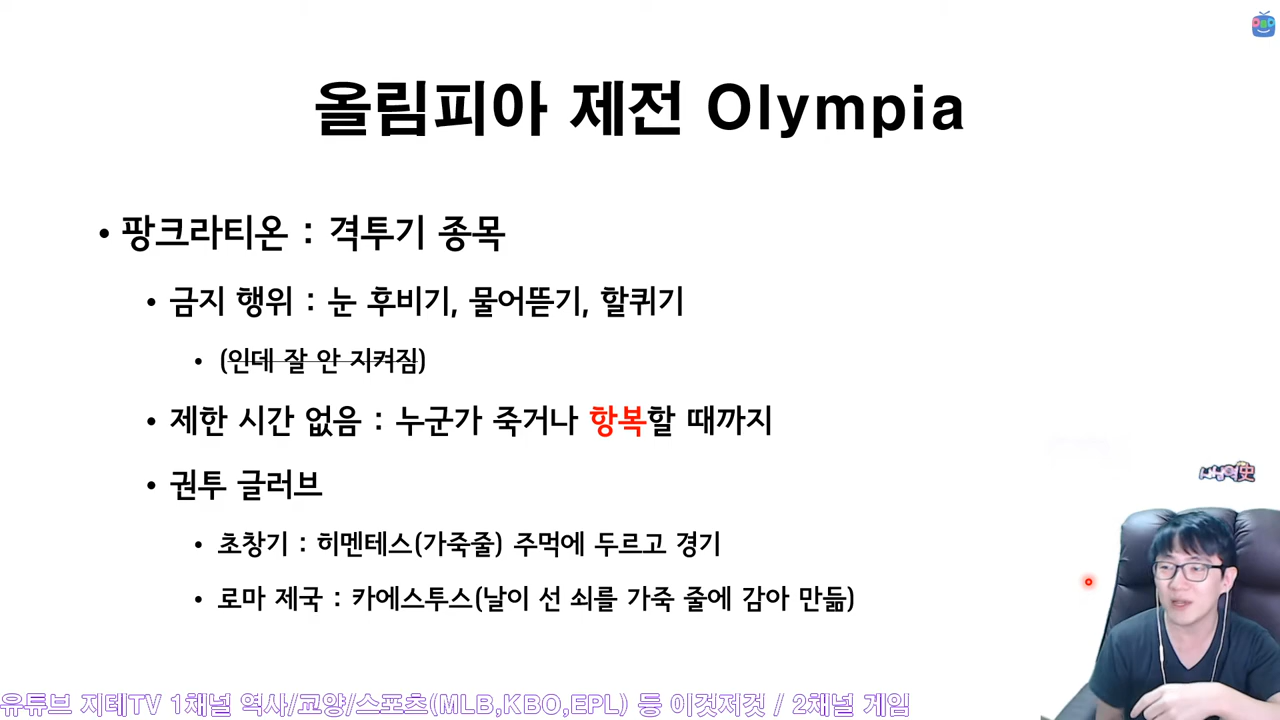 올림피아 제전 Olympia
• 팡크라티온 : 격투기 종목
• 금지 행위 : 눈 후비기, 물어뜯기, 할퀴기
• (인데 잘 안 지켜짐)
• 제한 시간 없음 : 누군가 죽거나 항복할 때까지
• 권투 글러브
• 초창기 : 히멘테스(가죽줄) 주먹에 두르고 경기
• 로마 제국 : 카에스투스(날이 선 쇠를 가죽 줄에 감아 만듦)
유튜브 지테TV 1채널 역사/교양/스포츠(MLB,KBO,EPL) 등 이것저것 / 2채널 게임